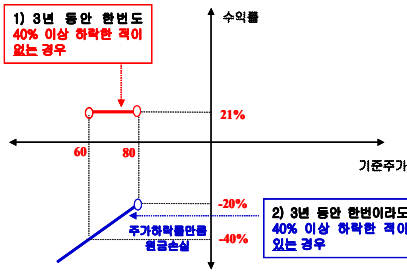 1) 3년 동안 한번도
40% 이상 하락한 적이
없는 경우
수익률
21%
60
80
기준주가
-20%
주가하락률만큼
원금손실
-40%
2) 3년 동안 한번이라도
40% 이상 하락한 적이
있는 경우